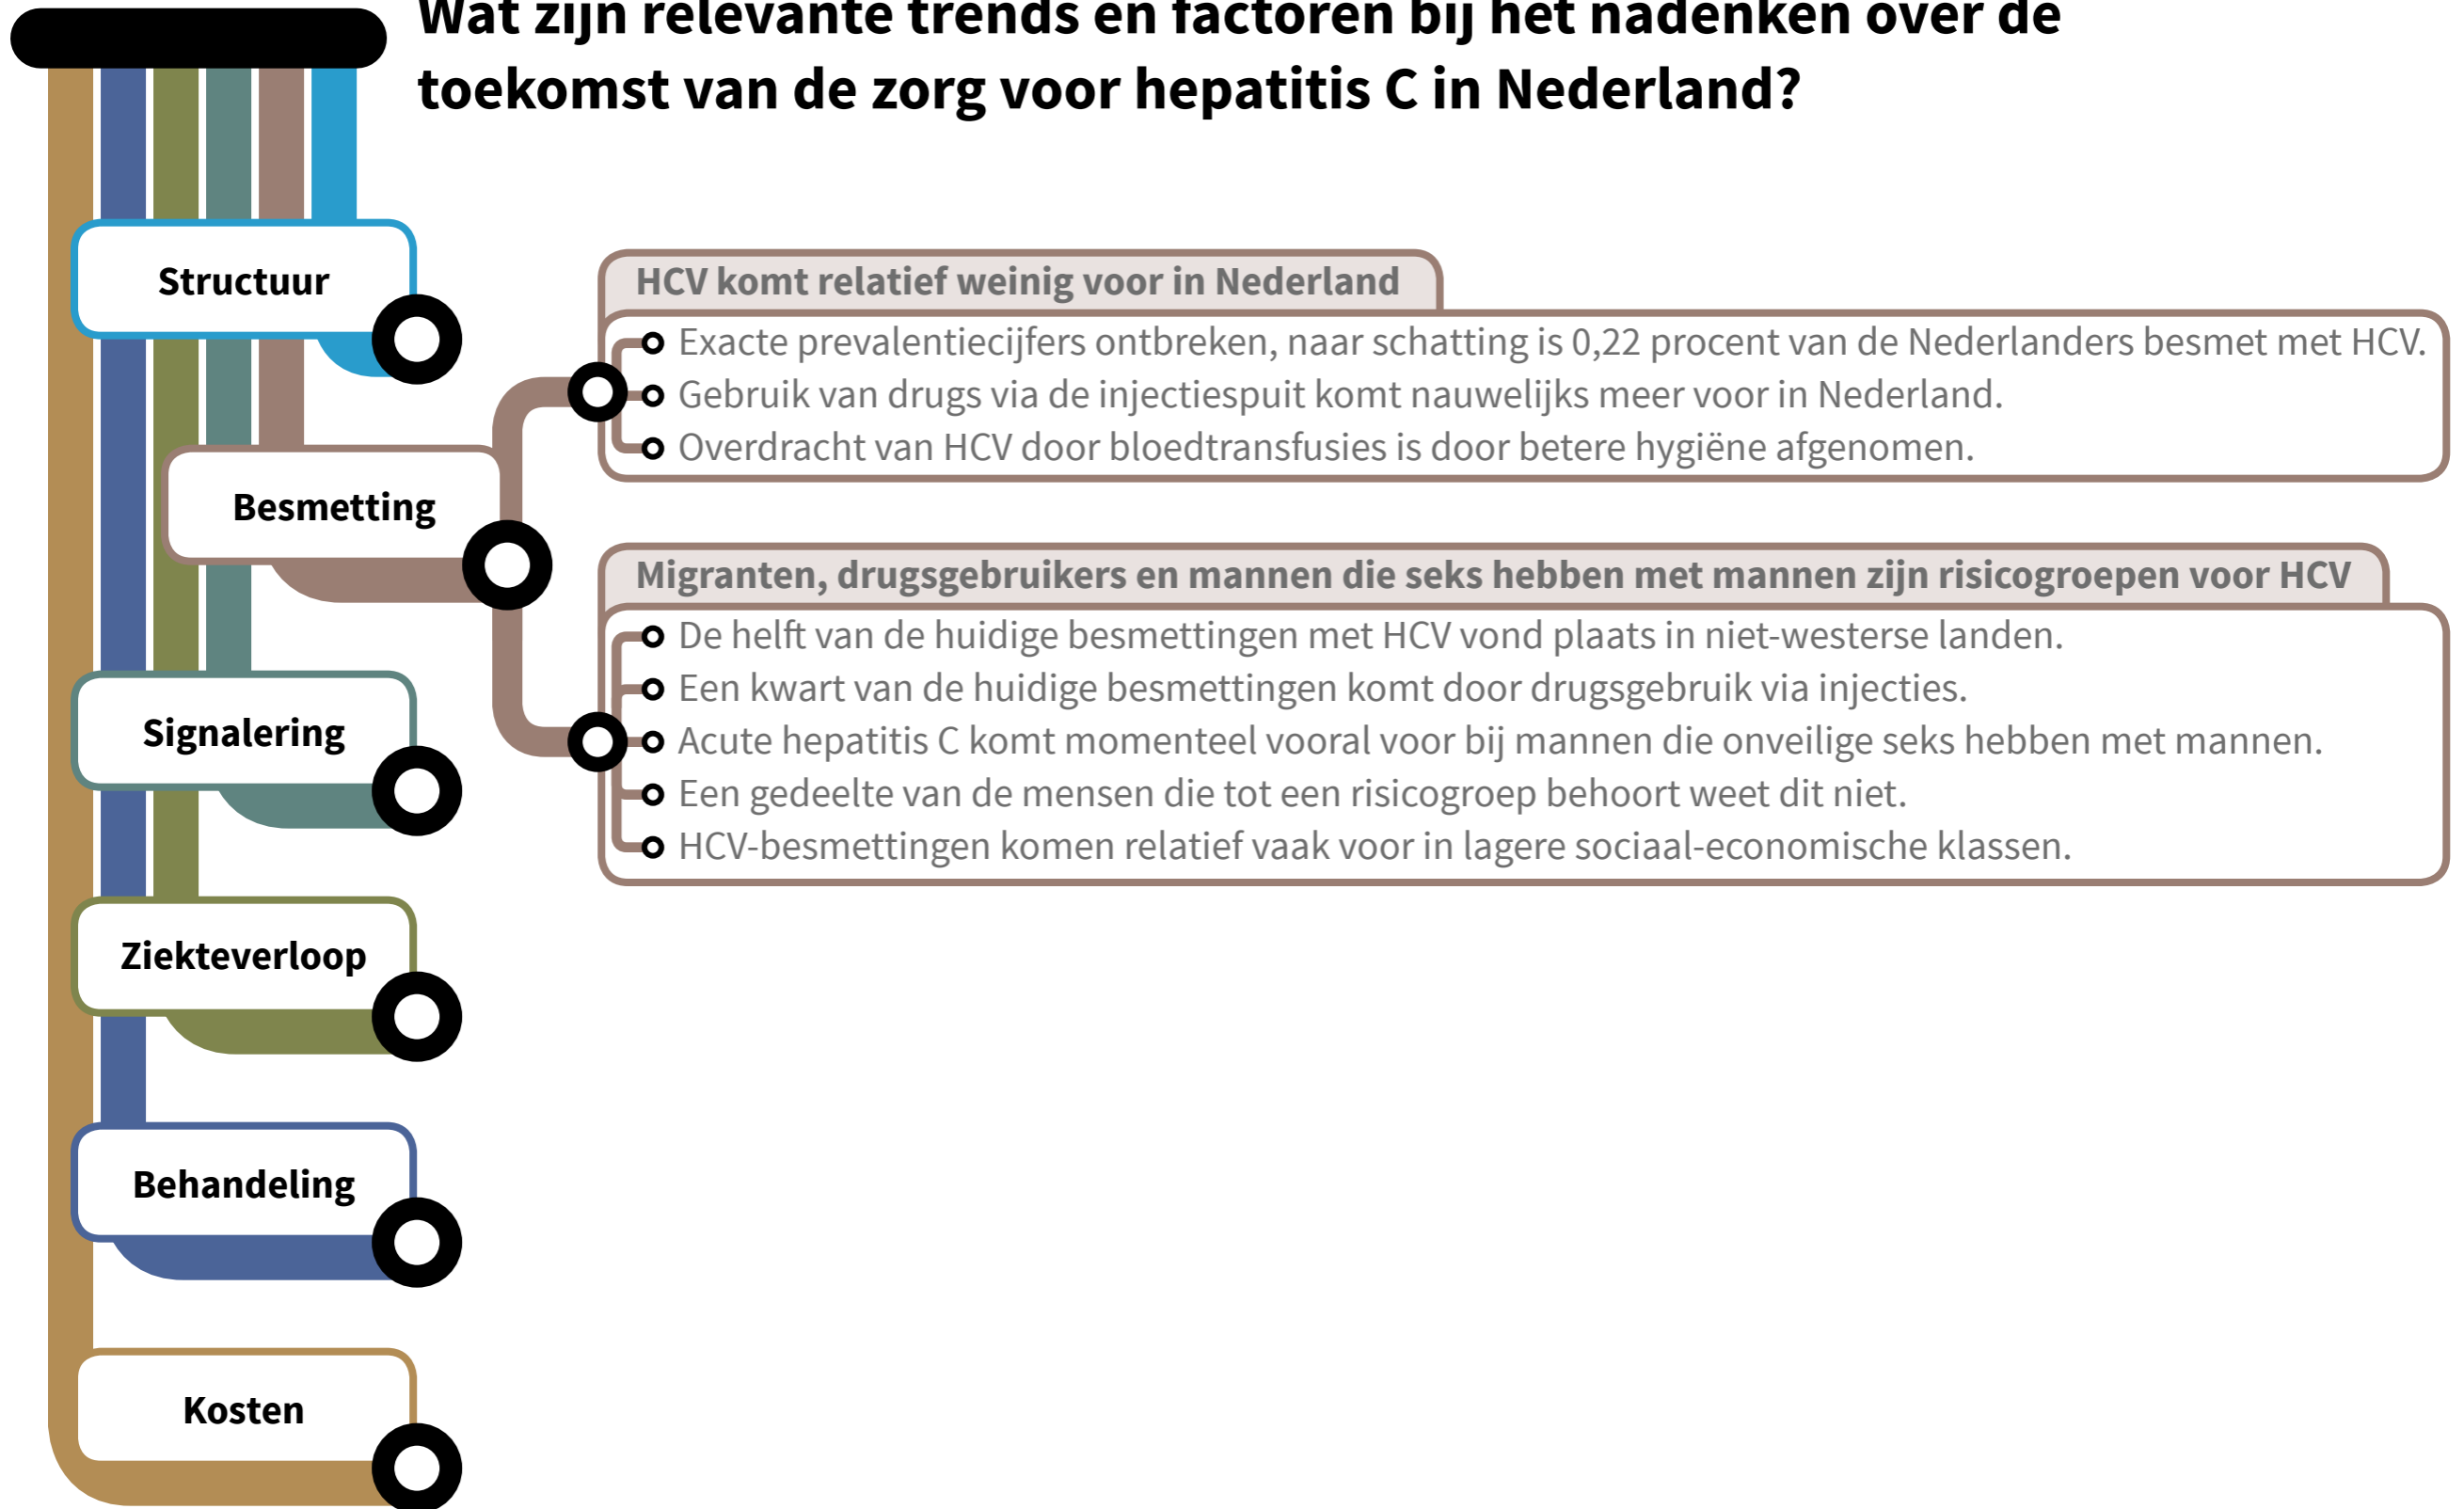 Wat zijn relevante trends en factoren bij het nadenken over de
toekomst van de zorg voor hepatitis C in Nederland?
Structuur
HCV komt relatief weinig voor in Nederland
Exacte prevalentiecijfers ontbreken, naar schatting is 0,22 procent van de Nederlanders besmet met HCV.
Gebruik van drugs via de injectiespuit komt nauwelijks meer voor in Nederland.
Overdracht van HCV door bloedtransfusies is door betere hygiëne afgenomen.
Besmetting
Migranten, drugsgebruikers en mannen die seks hebben met mannen zijn risicogroepen voor HCV
De helft van de huidige besmettingen met HCV vond plaats in niet-westerse landen.
Een kwart van de huidige besmettingen komt door drugsgebruik via injecties.
Acute hepatitis C komt momenteel vooral voor bij mannen die onveilige seks hebben met mannen.
Een gedeelte van de mensen die tot een risicogroep behoort weet dit niet.
HCV-besmettingen komen relatief vaak voor in lagere sociaal-economische klassen.
Signalering
Ziekteverloop
Behandeling
Kosten